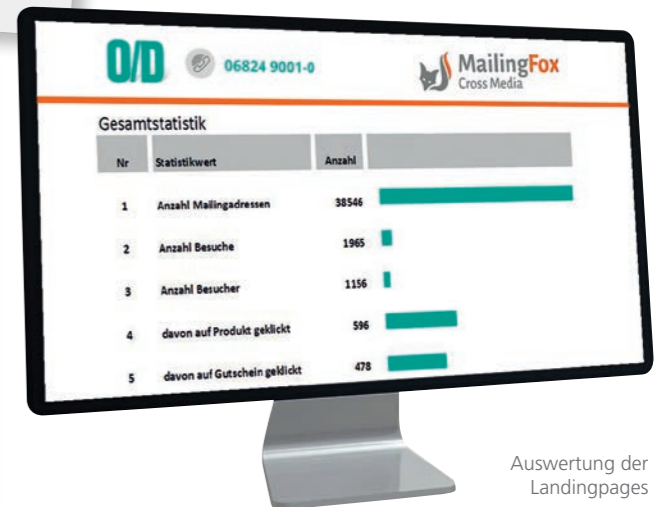 O/D 06824 9001-0 MailingFox
Cross Media
Gesamtstatistik
Nr Statistikwert Anzahl
1 Anzahl Mailingadressen 38546
2 Anzahl Besuche 1965
3 Anzahl Besucher 1156
4 davon auf Produkt geklickt 596
5 davon auf Gutschein geklickt 478
Auswertung der
Landingpages